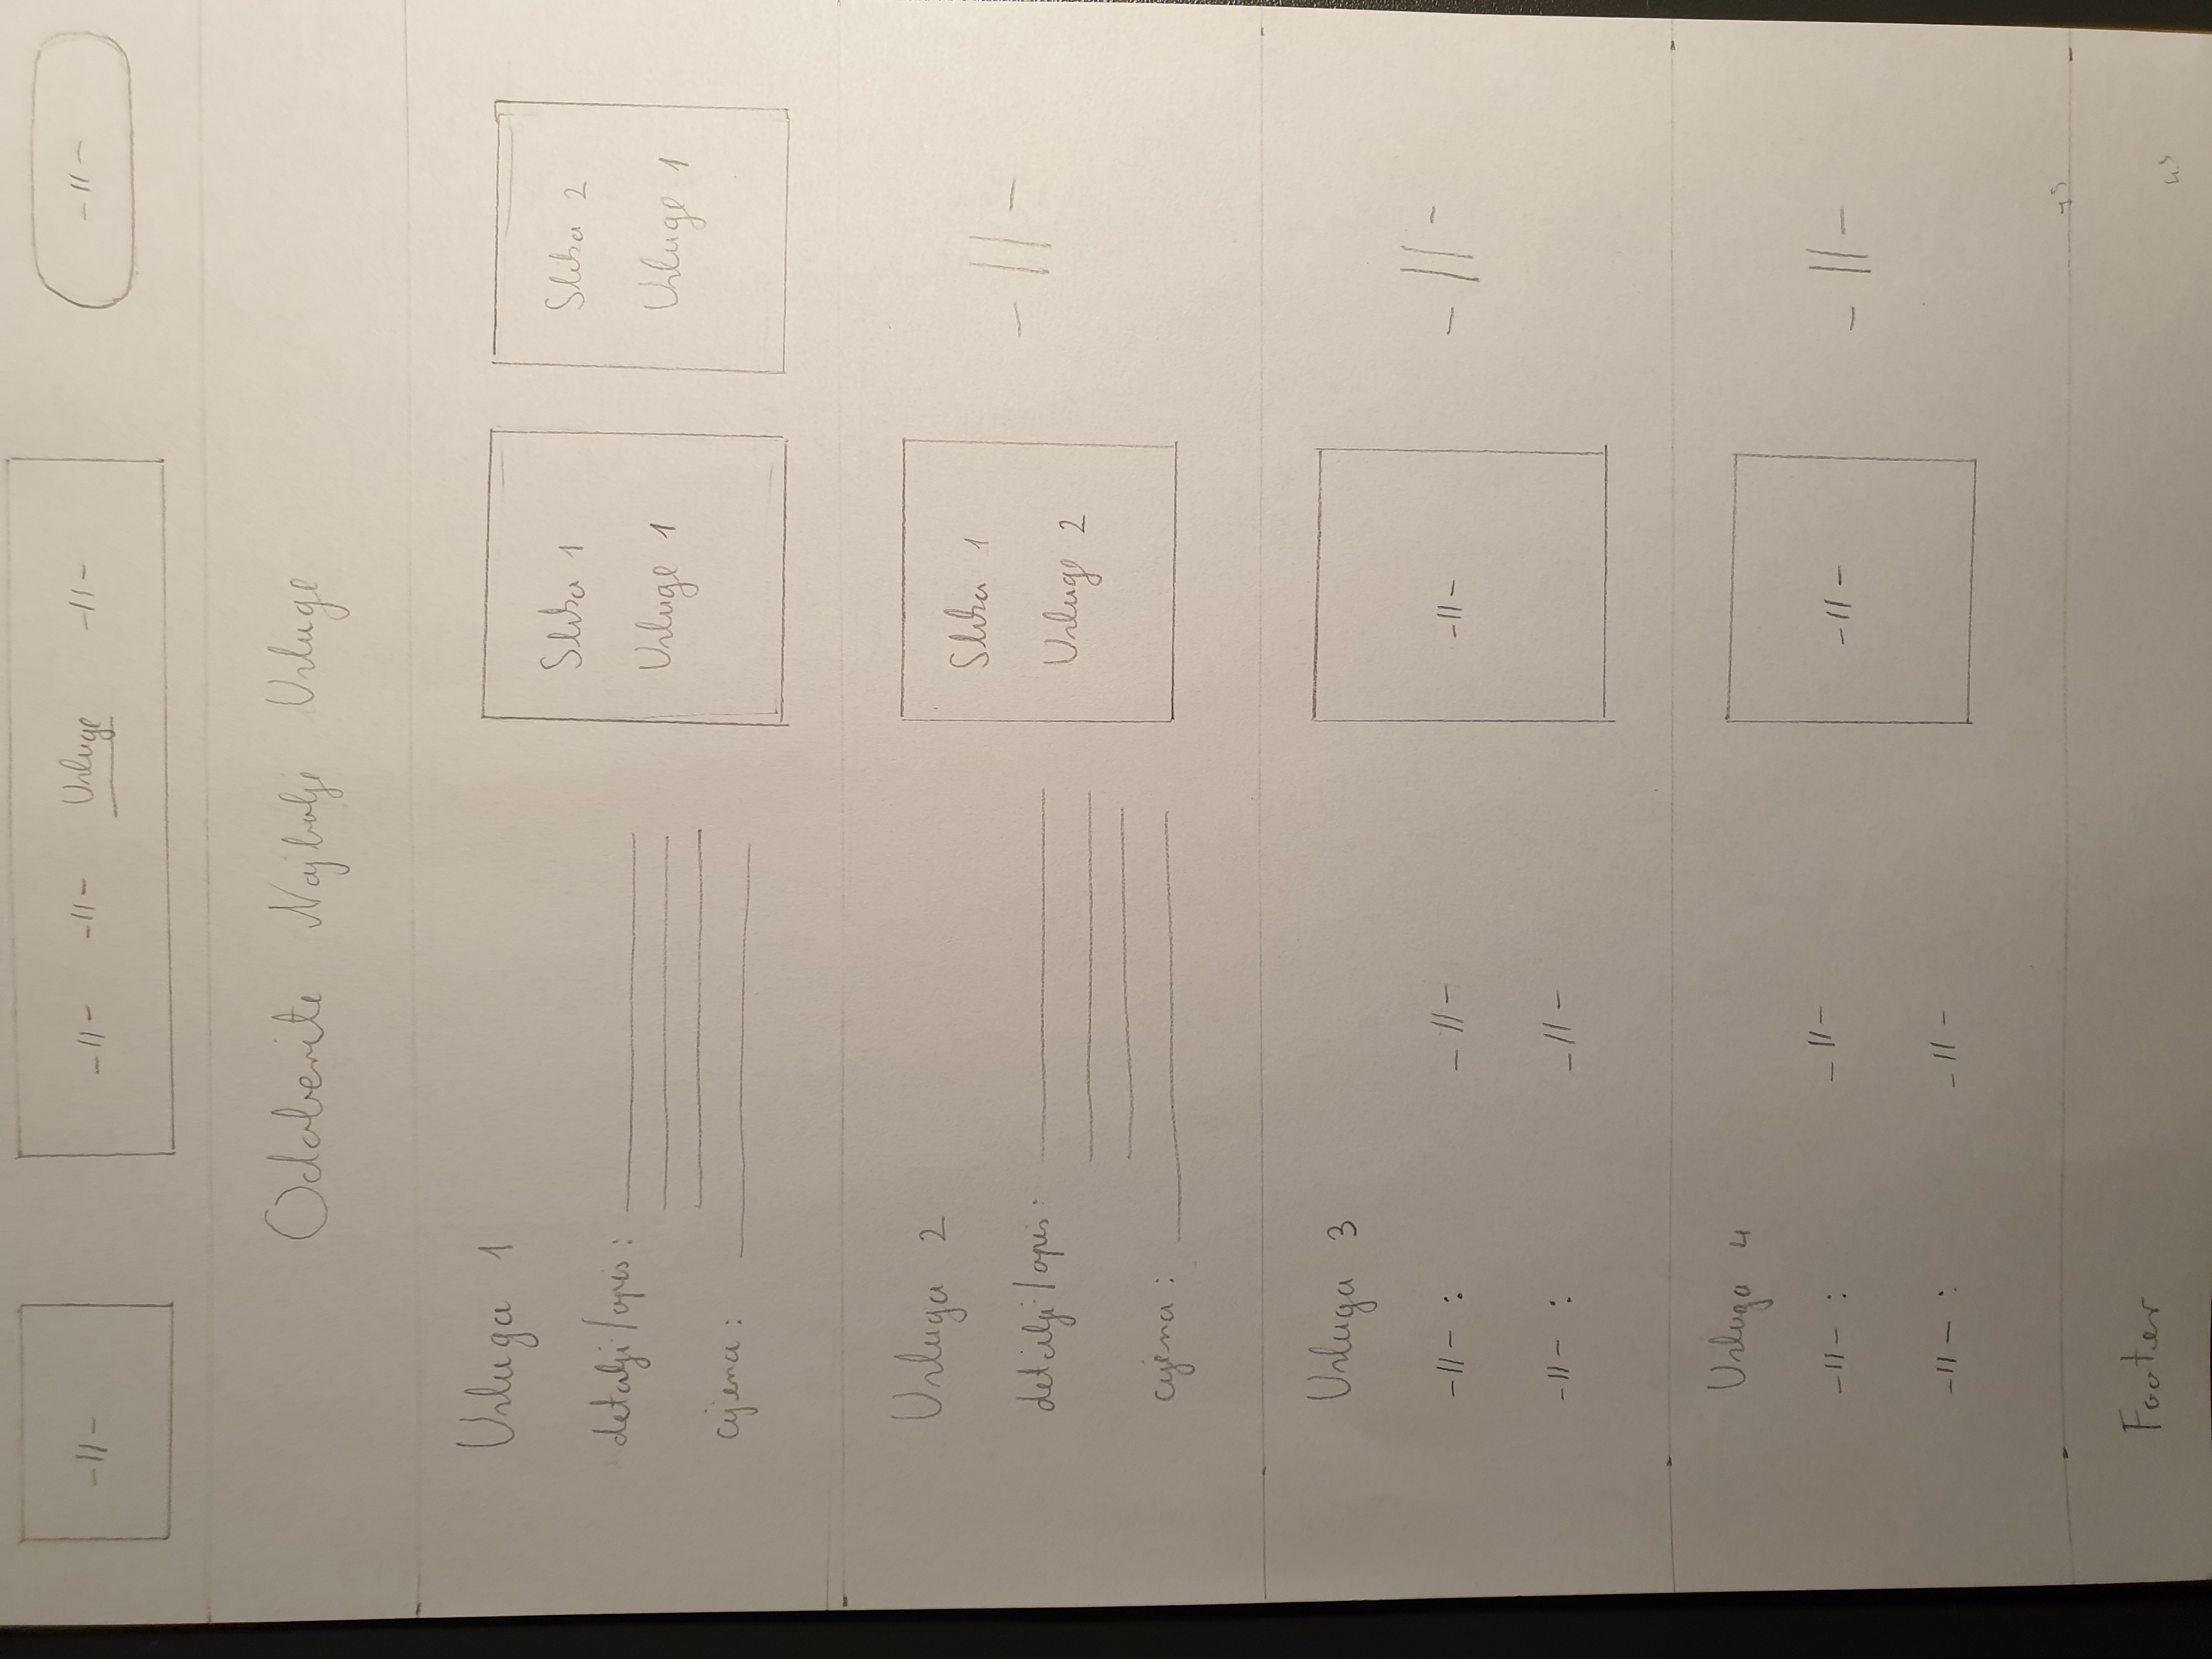 -//-
-//- -//- Usluge -//-
-//-
Odaberite Najbolje Usluge
Usluga 1
detalji/opis:
cijena:
Slika 1
Usluge 1
Slika 2
Usluge 1
Usluga 2
detalji/opis:
cijena:
Slika 1
Usluge 2
-//-
Usluga 3
-//- : -//-
-//- : -//-
-//-
-//-
Usluga 4
-//- : -//-
-//- : -//-
-//-
-//-
Footer